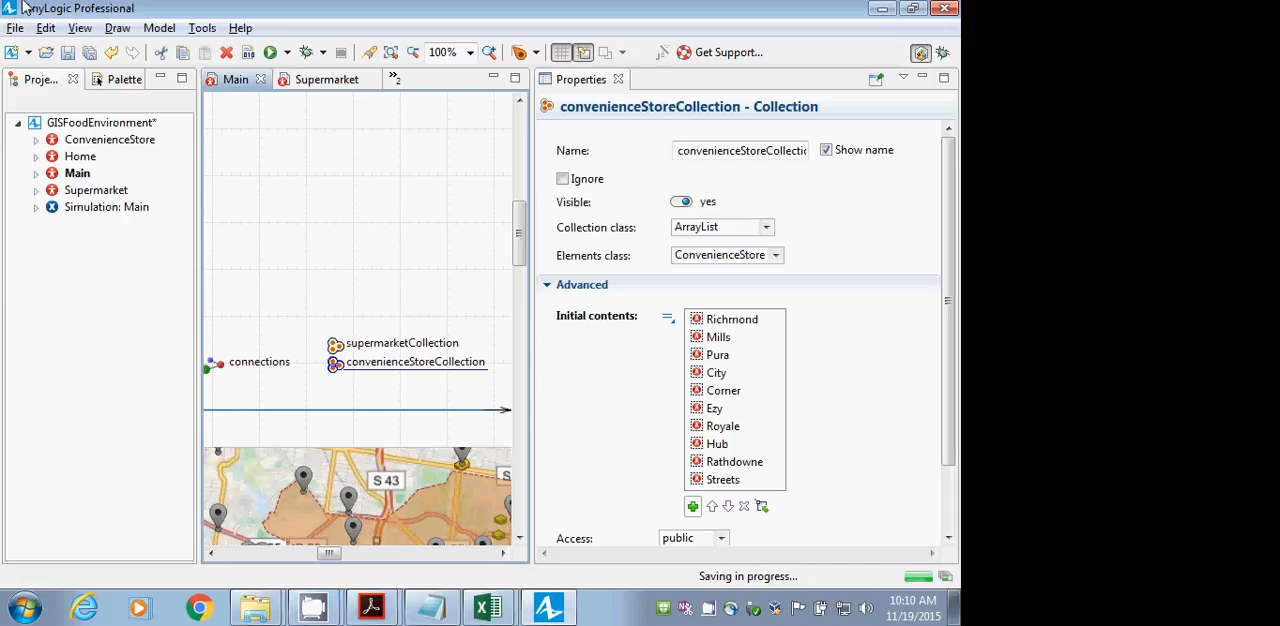 nyLogic Professional
File Edit View Draw Model Tools Help
100% Get Support...
Proje... Palette Main Supermarket »2 Properties
GISFoodEnvironment*
ConvenienceStore
Home
Main
Supermarket
Simulation: Main
connections
supermarketCollection
convenienceStoreCollection
S 43
S
convenienceStoreCollection - Collection
Name: convenienceStoreCollectic Show name
Ignore
Visible: yes
Collection class: ArrayList
Elements class: ConvenienceStore
Advanced
Initial contents:
Richmond
Mills
Pura
City
Corner
Ezy
Royale
Hub
Rathdowne
Streets
Access: public
Saving in progress...
10:10 AM
11/19/2015